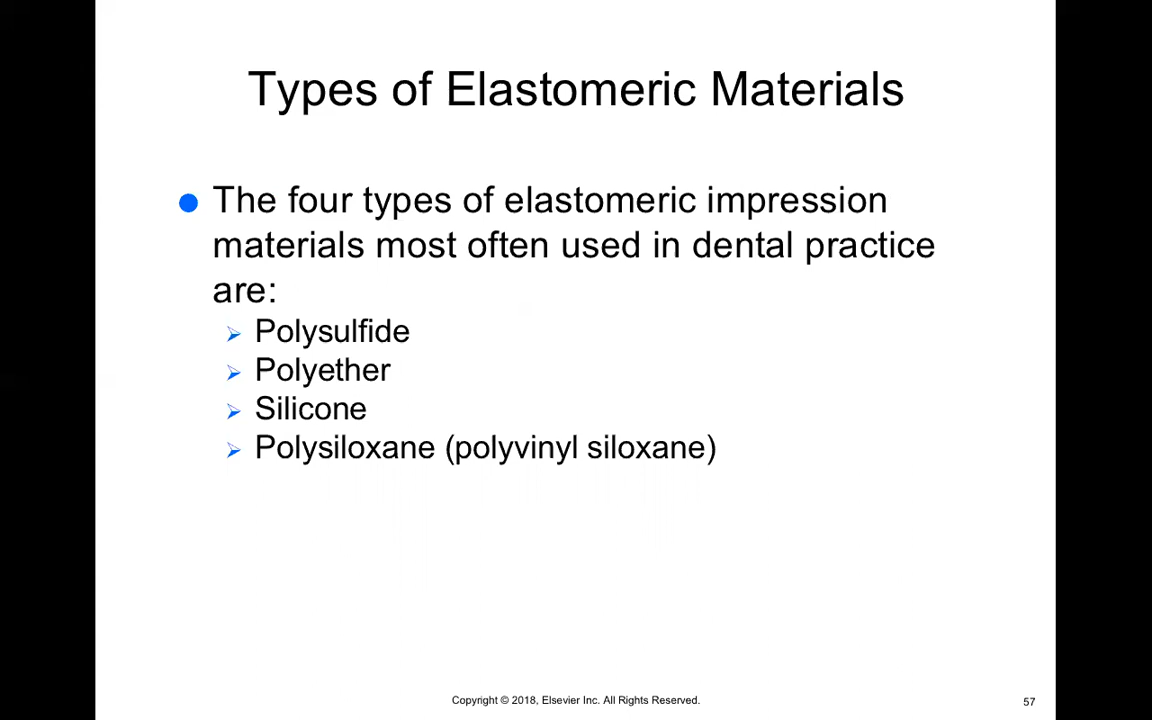 Types of Elastomeric Materials
● The four types of elastomeric impression
materials most often used in dental practice
are:
➢ Polysulfide
➢ Polyether
➢ Silicone
➢ Polysiloxane (polyvinyl siloxane)
Copyright © 2018, Elsevier Inc. All Rights Reserved.
57